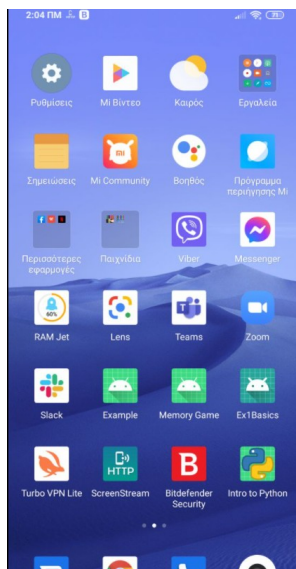 2:04 ΠΜ B 71
Ρυθμίσεις Mi Βίντεο Καιρός Εργαλεία
Σημειώσεις Mi Community Βοηθός Πρόγραμμα
περιήγησης Mi
Περισσότερες Παιχνίδια Viber Messenger
εφαρμογές
60%
RAM Jet Lens Teams Zoom
Slack Example Memory Game Ex1Basics
HTTP B
Turbo VPN Lite ScreenStream Bitdefender Intro to Python
Security